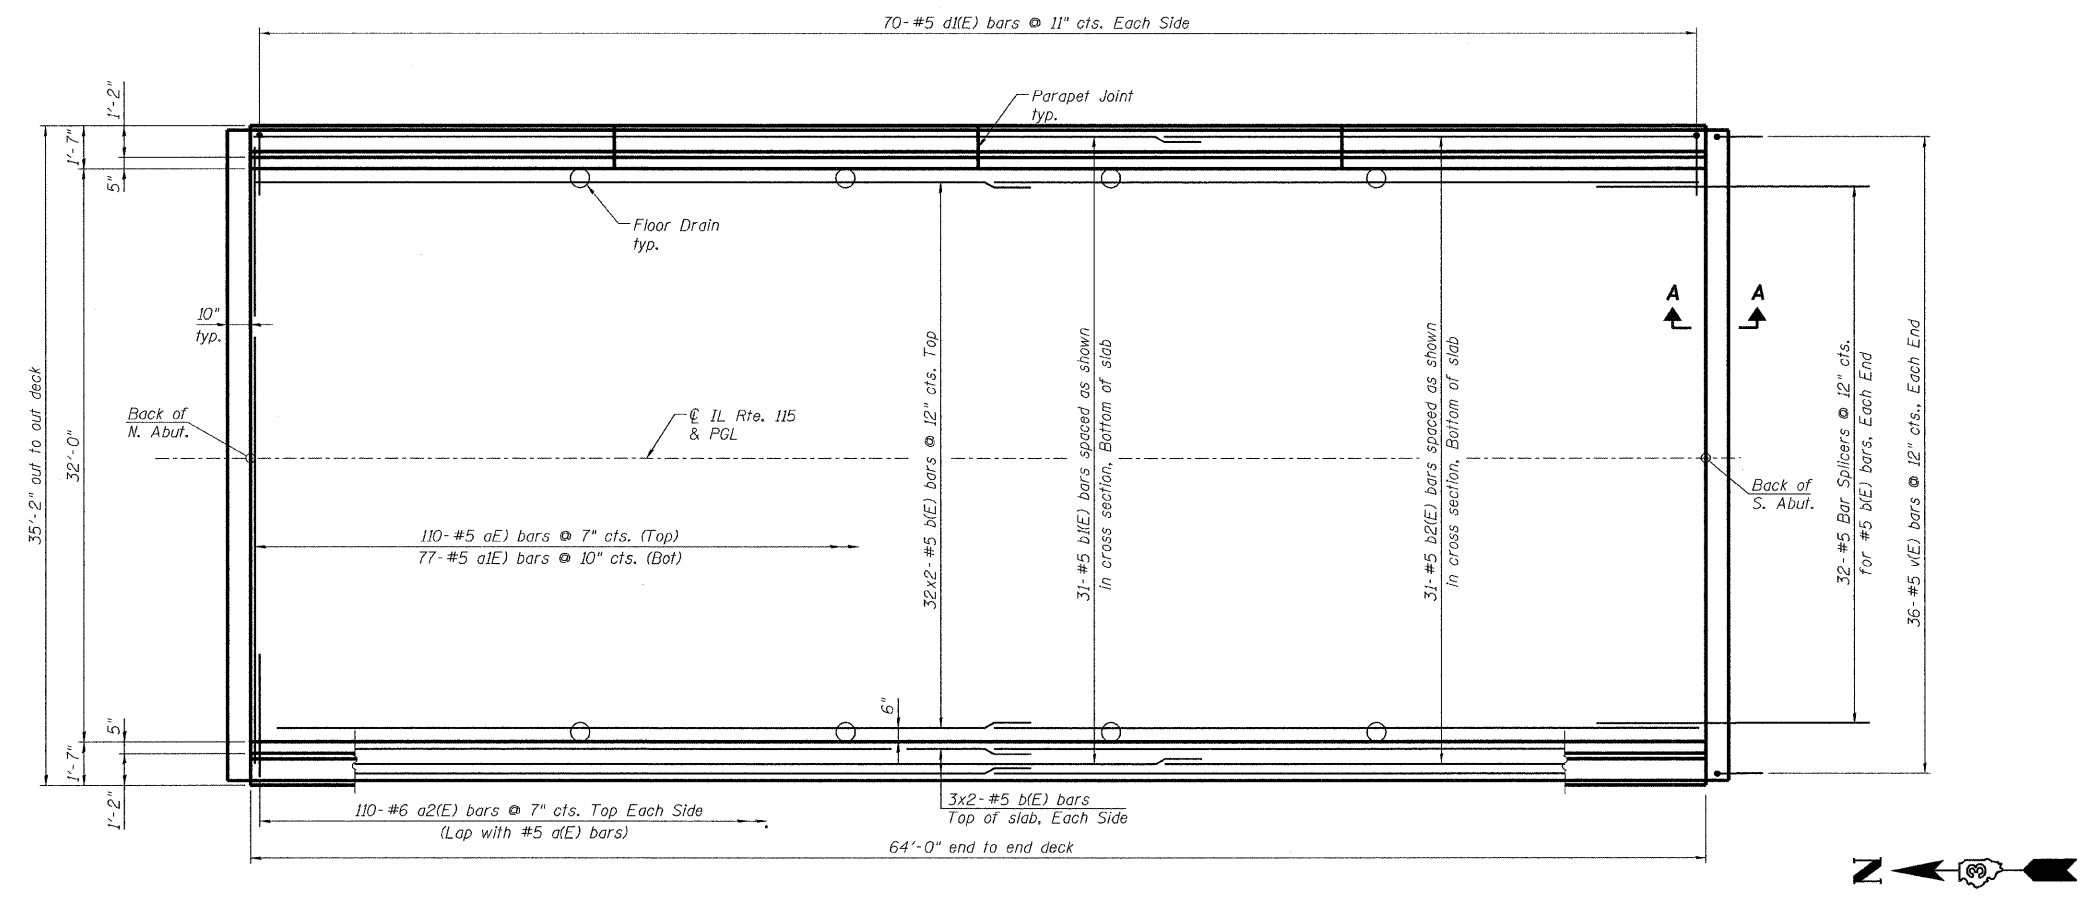 70-#5 d1(E) bars @ 11" cts. Each Side
1'-2"
1'-7"
5"
Parapet Joint
typ.
Floor Drain
typ.
10"
typ.
A A
35'-2" out to out deck
32'-0"
Back of
N. Abut.
℄ IL Rte. 115
& PGL
110-#5 aE) bars @ 7" cts. (Top)
77-#5 a1E) bars @ 10" cts. (Bot)
32x2-#5 b(E) bars @ 12" cts. Top
31-#5 b1(E) bars spaced as shown
in cross section, Bottom of slab
31-#5 b2(E) bars spaced as shown
in cross section, Bottom of slab
32-#5 Bar Splicers @ 12" cts.
for #5 b(E) bars, Each End
36-#5 v(E) bars @ 12" cts., Each End
Back of
S. Abut.
6"
5"
1'-7"
1'-2"
110-#6 a2(E) bars @ 7" cts. Top Each Side
(Lap with #5 a(E) bars)
3x2-#5 b(E) bars
Top of slab, Each Side
64'-0" end to end deck
N
3